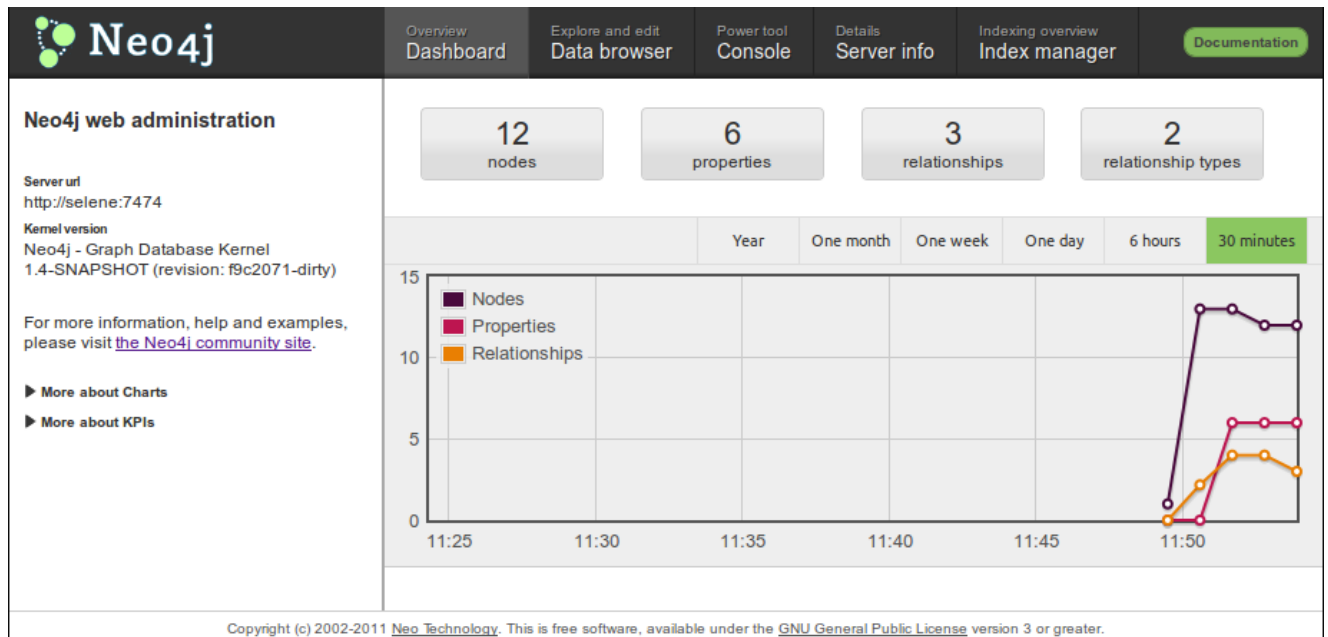 Neo4j
Overview
Dashboard
Explore and edit
Data browser
Power tool
Console
Details
Server info
Indexing overview
Index manager
Documentation
Neo4j web administration
Server url
http://selene:7474
Kernel version
Neo4j - Graph Database Kernel
1.4-SNAPSHOT (revision: f9c2071-dirty)
For more information, help and examples,
please visit the Neo4j community site.
More about Charts
More about KPIs
12
nodes
6
properties
3
relationships
2
relationship types
Year
One month
One week
One day
6 hours
30 minutes
15
10
5
0
Nodes
Properties
Relationships
11:25
11:30
11:35
11:40
11:45
11:50
Copyright (c) 2002-2011 Neo Technology. This is free software, available under the GNU General Public License version 3 or greater.